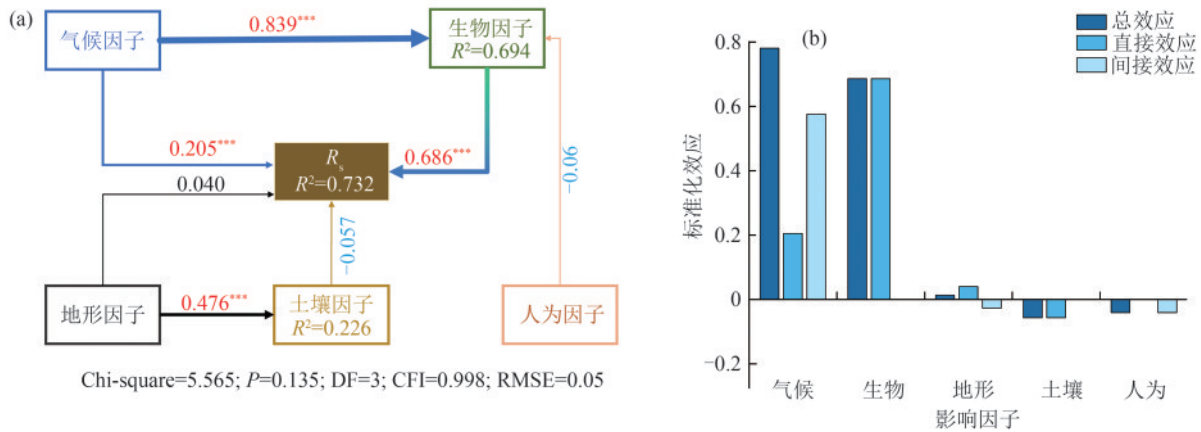 (a)
气候因子
0.839***
生物因子
R²=0.694
0.205***
Rs
R²=0.732
0.686***
0.040
−0.057
−0.06
地形因子
0.476***
土壤因子
R²=0.226
人为因子
Chi-square=5.565; P=0.135; DF=3; CFI=0.998; RMSE=0.05
(b)
总效应
直接效应
间接效应
标准化效应
0.8
0.6
0.4
0.2
0
−0.2
气候 生物 地形 土壤 人为
影响因子